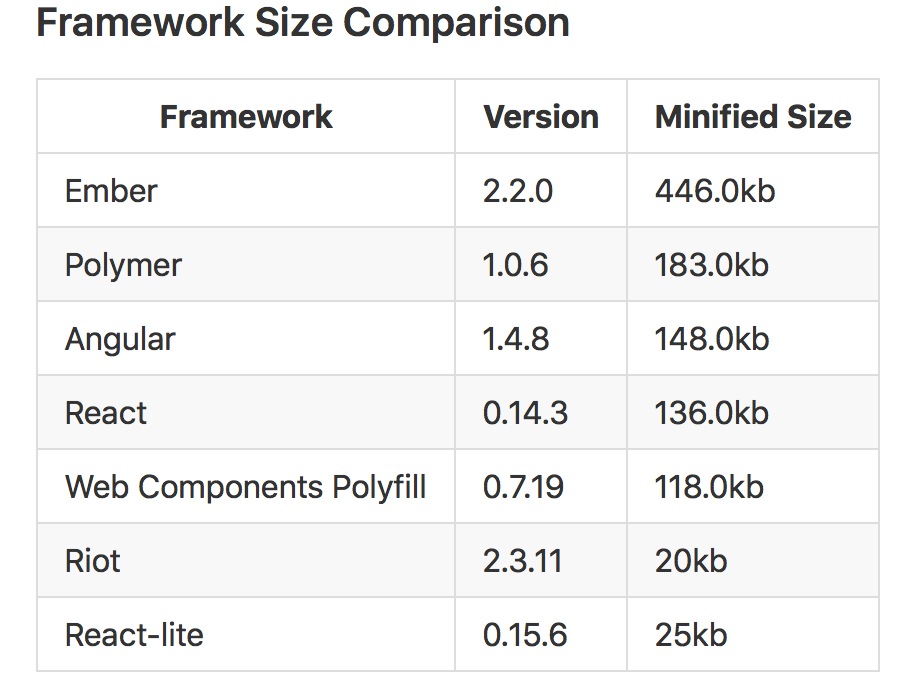 Framework Size Comparison
Framework Version Minified Size
Ember 2.2.0 446.0kb
Polymer 1.0.6 183.0kb
Angular 1.4.8 148.0kb
React 0.14.3 136.0kb
Web Components Polyfill 0.7.19 118.0kb
Riot 2.3.11 20kb
React-lite 0.15.6 25kb